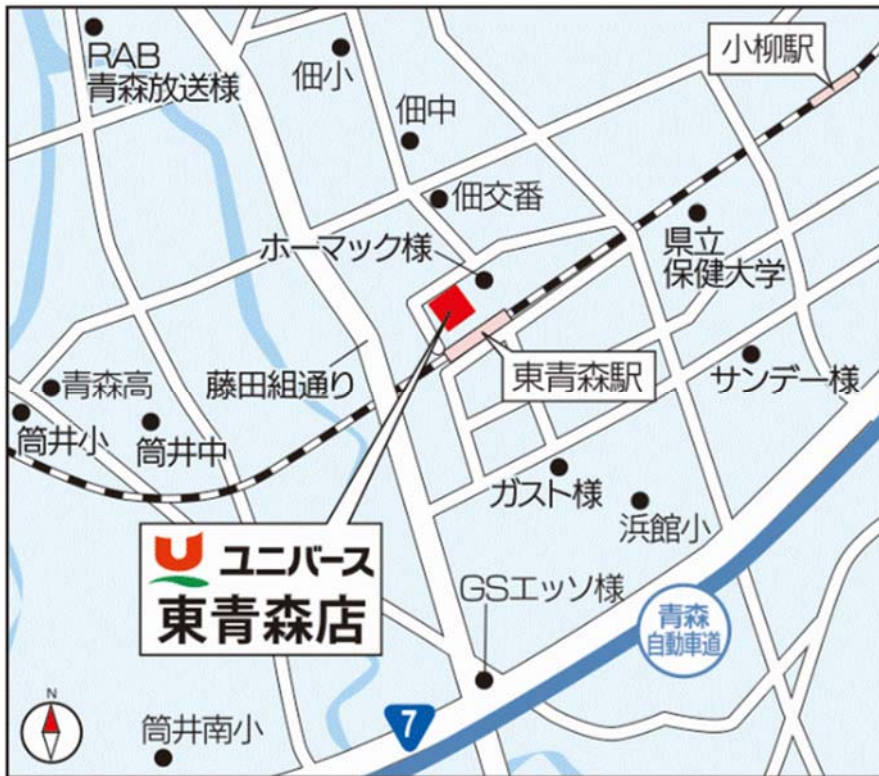 RAB
青森放送様
佃小
小柳駅
佃中
佃交番
ホーマック様
県立
保健大学
青森高
藤田組通り
東青森駅
サンデー様
筒井小
筒井中
ガスト様
浜館小
ユニバース
東青森店
GSエッソ様
青森
自動車道
N
7
筒井南小